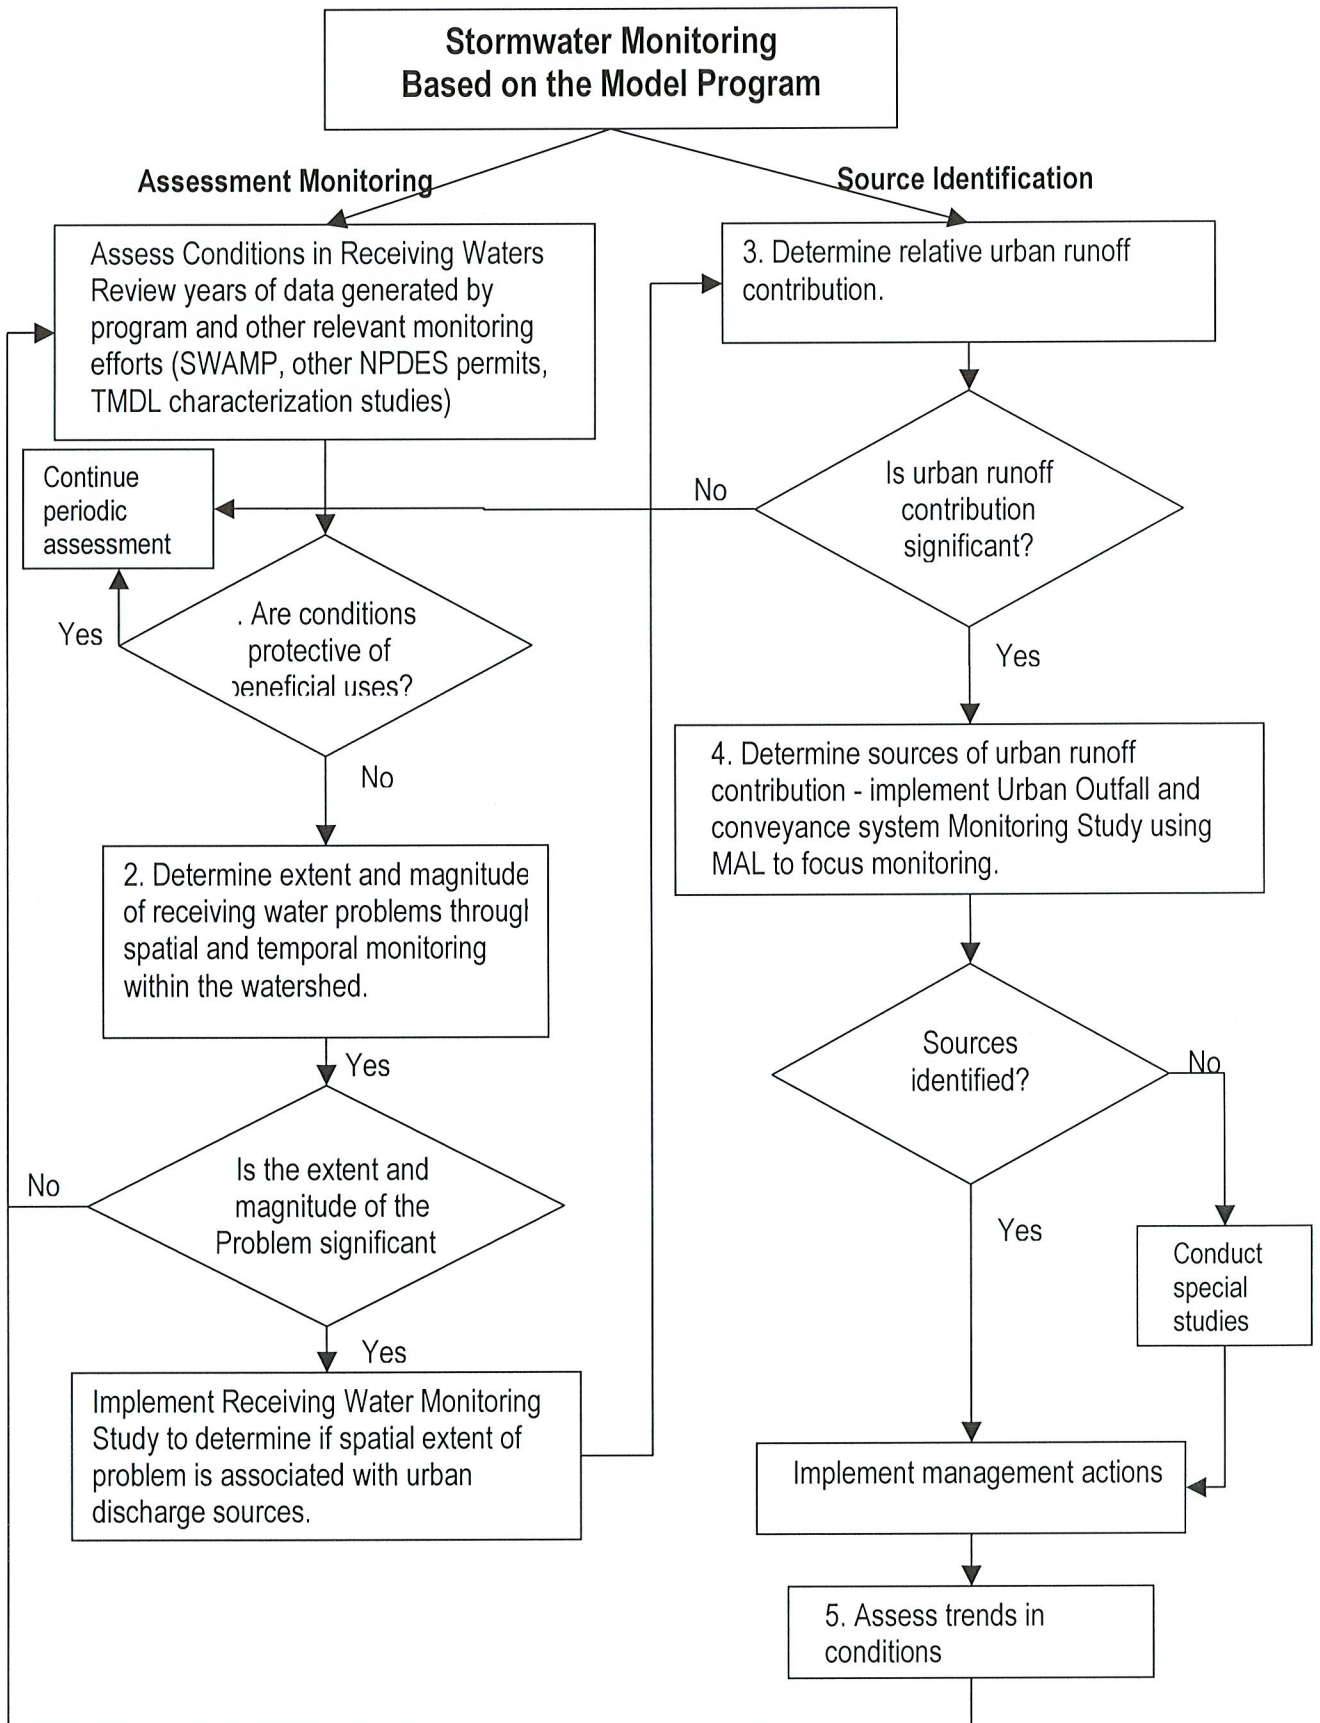 Stormwater Monitoring
Based on the Model Program
Assessment Monitoring
Source Identification
Assess Conditions in Receiving Waters
Review years of data generated by
program and other relevant monitoring
efforts (SWAMP, other NPDES permits,
TMDL characterization studies)
3. Determine relative urban runoff
contribution.
Continue
periodic
assessment
No
Is urban runoff
contribution
significant?
Yes
. Are conditions
protective of
beneficial uses?
Yes
No
4. Determine sources of urban runoff
contribution - implement Urban Outfall and
conveyance system Monitoring Study using
MAL to focus monitoring.
2. Determine extent and magnitude
of receiving water problems through
spatial and temporal monitoring
within the watershed.
Yes
Sources
identified?
No
No
Is the extent and
magnitude of the
Problem significant
Yes
Conduct
special
studies
Yes
Implement Receiving Water Monitoring
Study to determine if spatial extent of
problem is associated with urban
discharge sources.
Implement management actions
5. Assess trends in
conditions